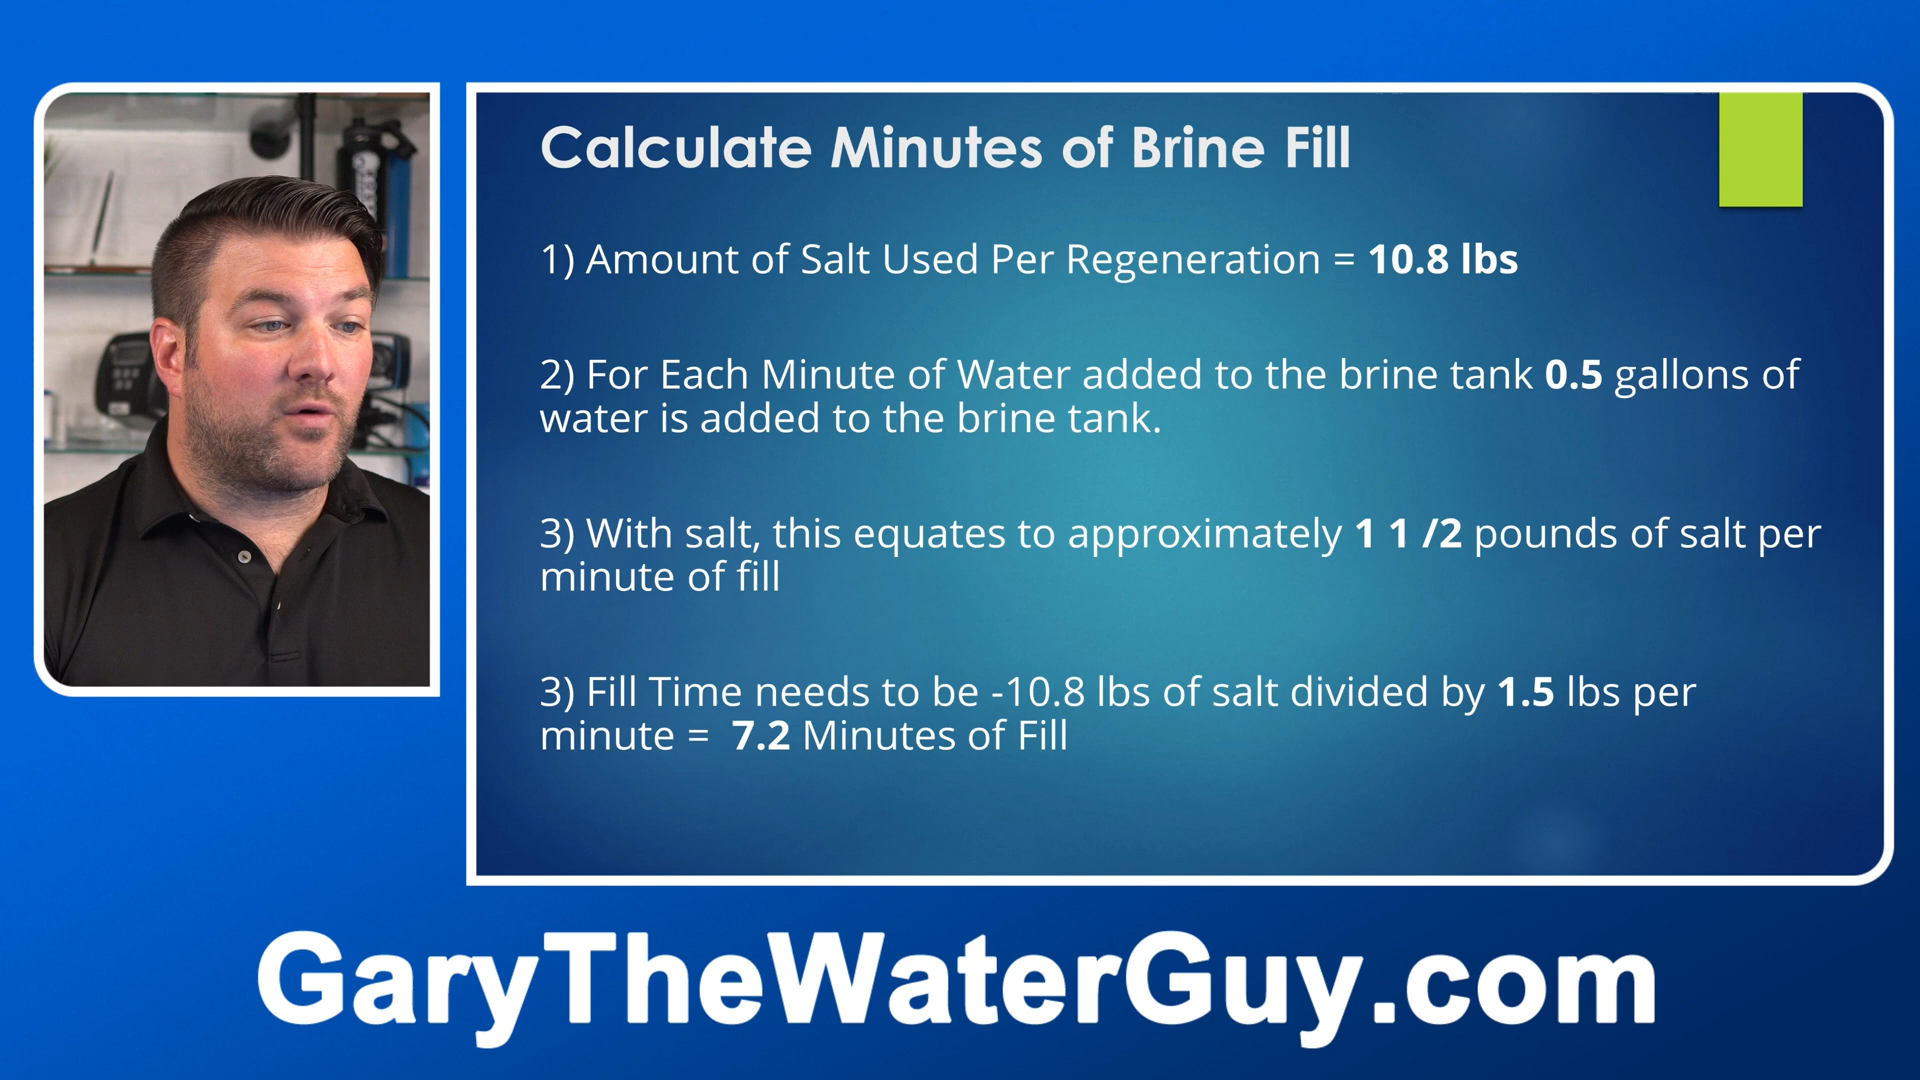 Calculate Minutes of Brine Fill
1) Amount of Salt Used Per Regeneration = 10.8 lbs
2) For Each Minute of Water added to the brine tank 0.5 gallons of
water is added to the brine tank.
3) With salt, this equates to approximately 1 1 /2 pounds of salt per
minute of fill
3) Fill Time needs to be -10.8 lbs of salt divided by 1.5 lbs per
minute = 7.2 Minutes of Fill
GaryTheWaterGuy.com